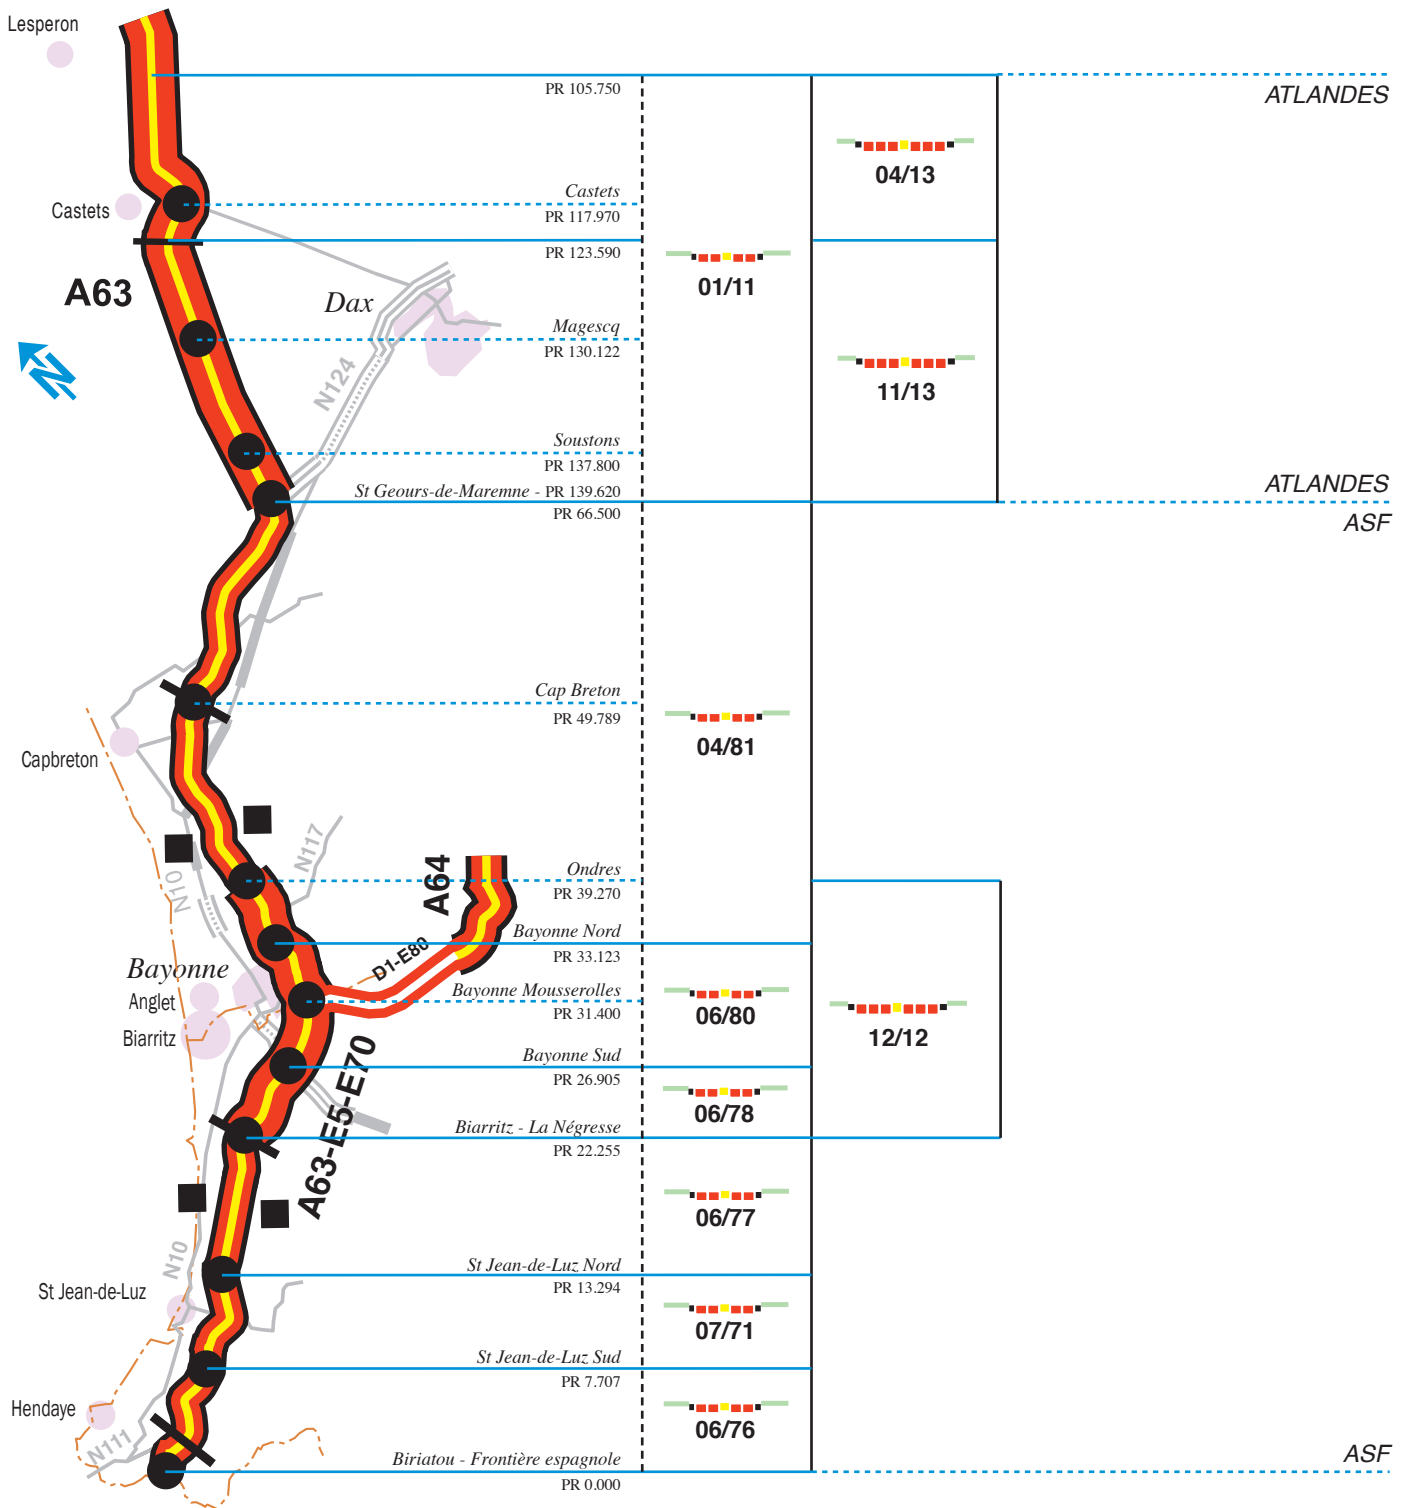 Lesperon
PR 105.750
ATLANDES
04/13
Castets
Castets
PR 117.970
PR 123.590
A63
01/11
Dax
Magescq
PR 130.122
N124
11/13
Soustons
PR 137.800
St Geours-de-Maremne - PR 139.620
ATLANDES
PR 66.500
ASF
Cap Breton
PR 49.789
04/81
Capbreton
N117
N10
A64
Ondres
PR 39.270
Bayonne Nord
PR 33.123
D1-E80
Bayonne
Anglet
Biarritz
Bayonne Mousserolles
PR 31.400
06/80
12/12
A63-E5-E70
Bayonne Sud
PR 26.905
06/78
Biarritz - La Négresse
PR 22.255
06/77
N10
St Jean-de-Luz Nord
PR 13.294
St Jean-de-Luz
07/71
St Jean-de-Luz Sud
PR 7.707
Hendaye
N111
06/76
Biriatou - Frontière espagnole
PR 0.000
ASF
N